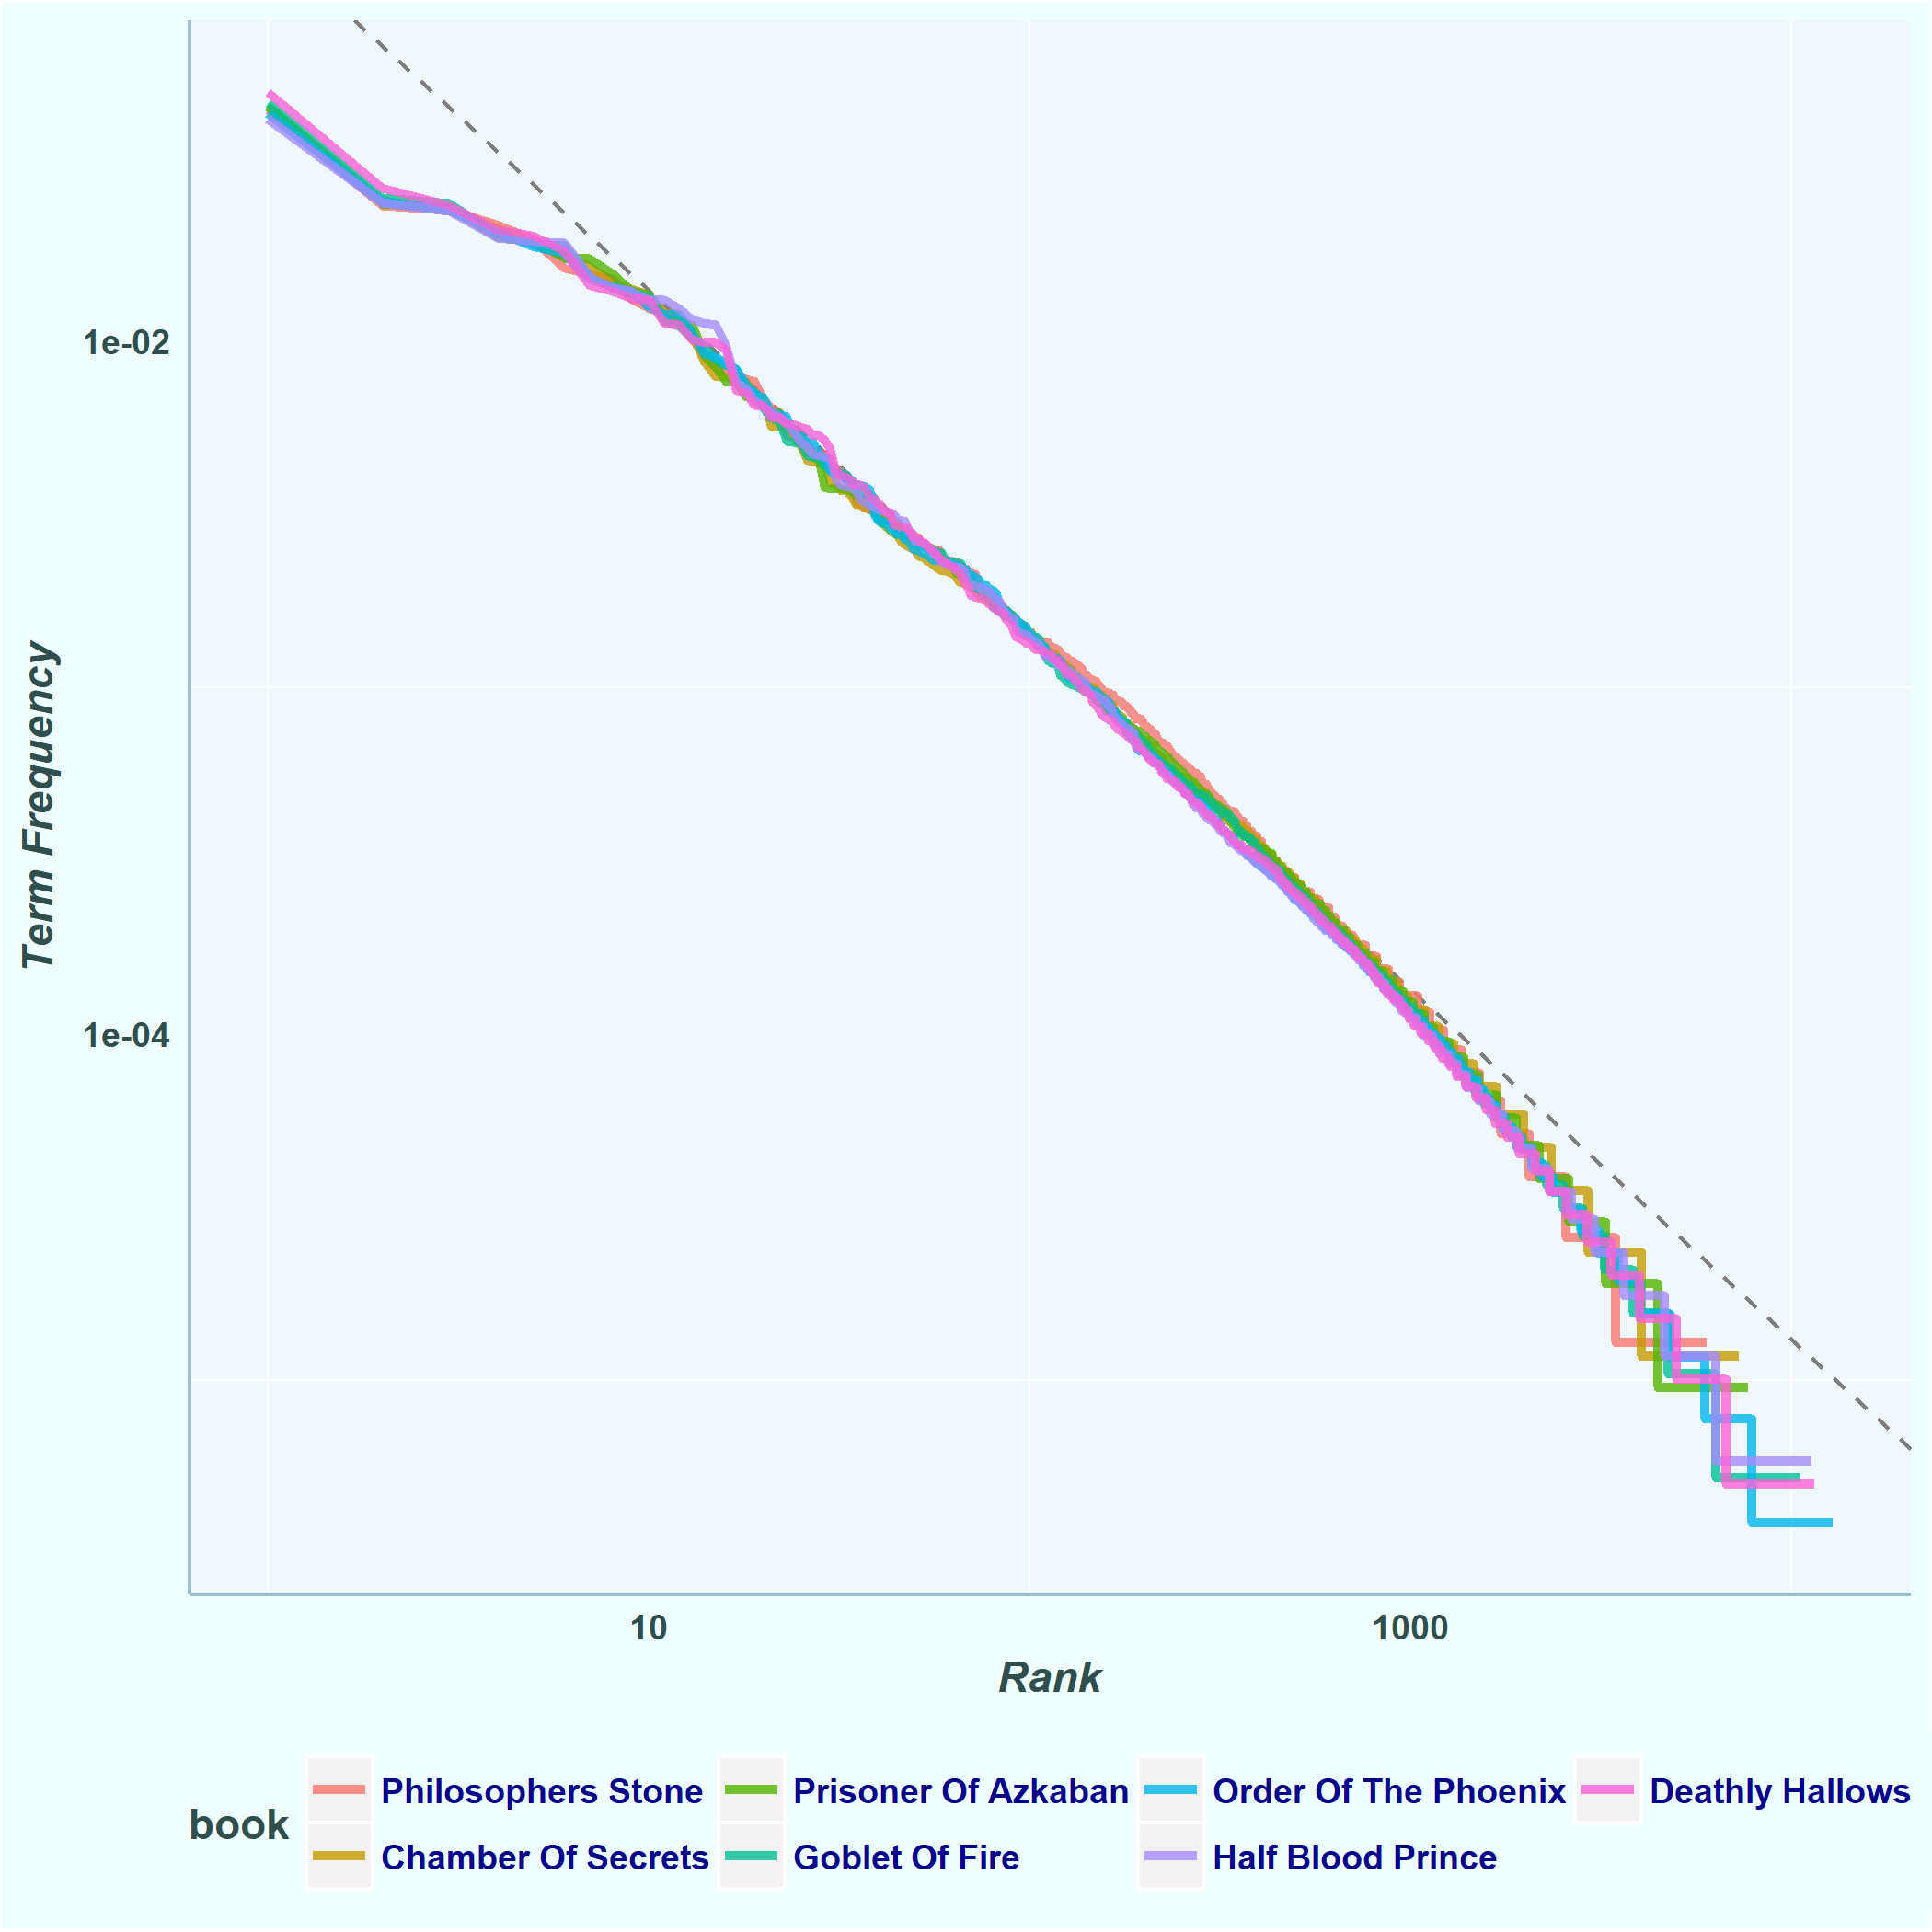 1e-02
1e-04
Term Frequency
10
1000
Rank
book
Philosophers Stone
Prisoner Of Azkaban
Order Of The Phoenix
Deathly Hallows
Chamber Of Secrets
Goblet Of Fire
Half Blood Prince